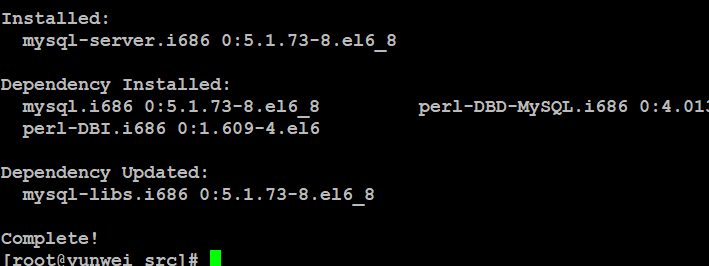 Installed:
mysql-server.i686 0:5.1.73-8.el6_8
Dependency Installed:
mysql.i686 0:5.1.73-8.el6_8 perl-DBD-MySQL.i686 0:4.013
perl-DBI.i686 0:1.609-4.el6
Dependency Updated:
mysql-libs.i686 0:5.1.73-8.el6_8
Complete!
[root@yunwei src]#